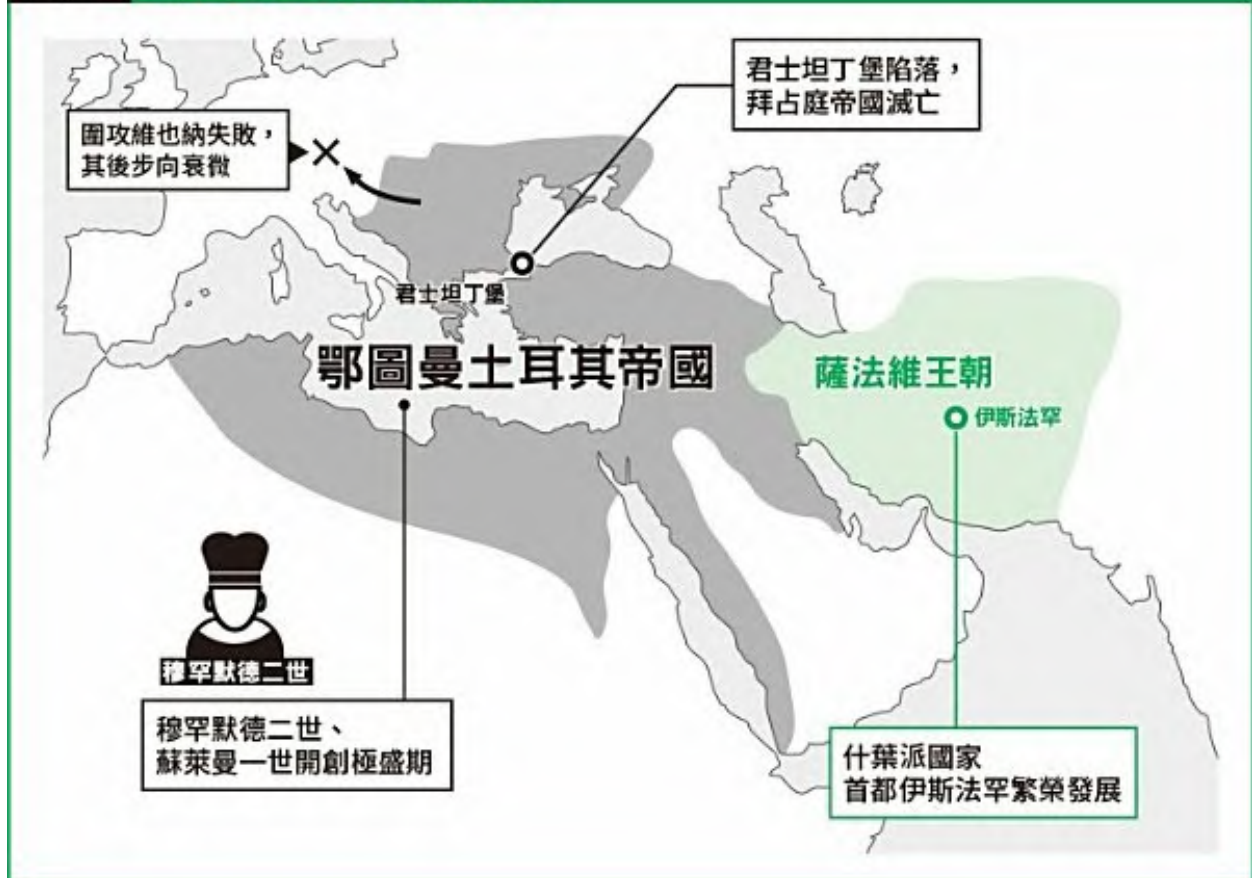 君士坦丁堡陷落，
拜占庭帝國滅亡
圍攻維也納失敗，
其後步向衰微
君士坦丁堡
鄂圖曼土耳其帝國
薩法維王朝
伊斯法罕
穆罕默德二世
穆罕默德二世、
蘇萊曼一世開創極盛期
什葉派國家
首都伊斯法罕繁榮發展